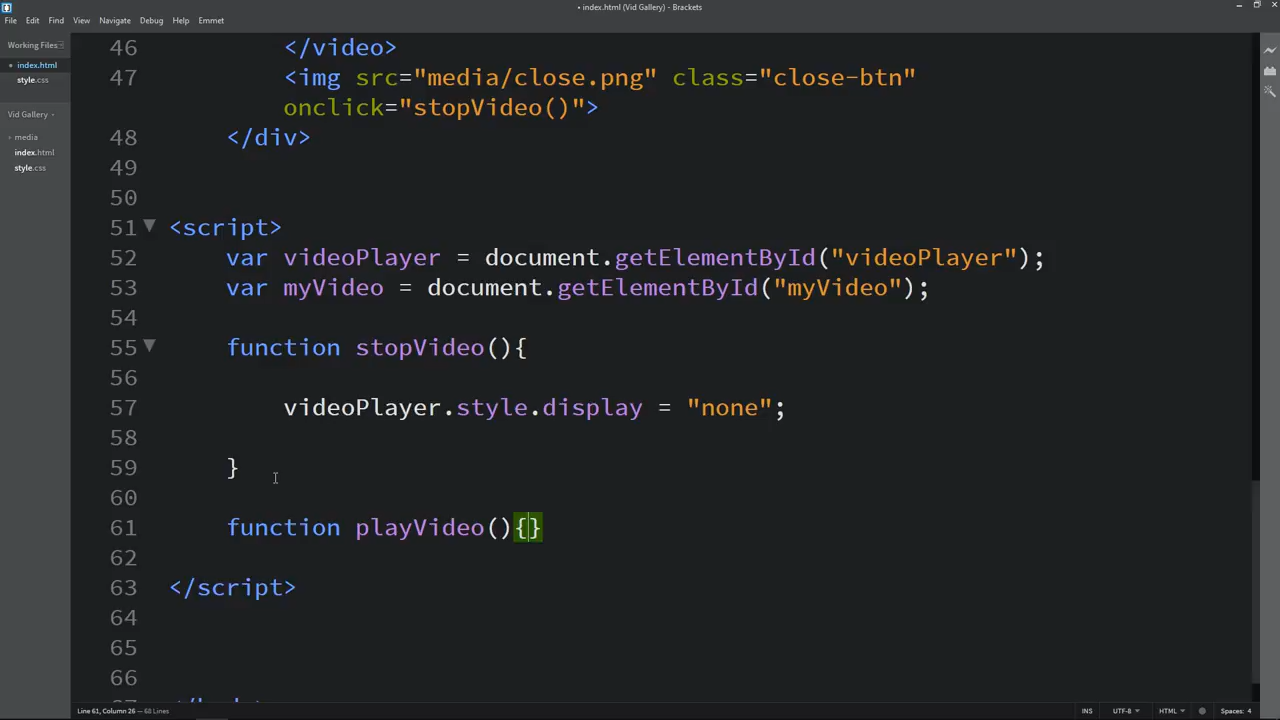 • index.html (Vid Gallery) - Brackets
File Edit Find View Navigate Debug Help Emmet
Working Files
• index.html
style.css
Vid Gallery
media
index.html
style.css
46 </video>
47 <img src="media/close.png" class="close-btn"
onclick="stopVideo()">
48 </div>
49
50
51 <script>
52 var videoPlayer = document.getElementById("videoPlayer");
53 var myVideo = document.getElementById("myVideo");
54
55 function stopVideo(){
56
57 videoPlayer.style.display = "none";
58
59 }
60
61 function playVideo(){}
62
63 </script>
64
65
66
Line 61, Column 26 — 68 Lines
INS UTF-8 HTML Spaces: 4